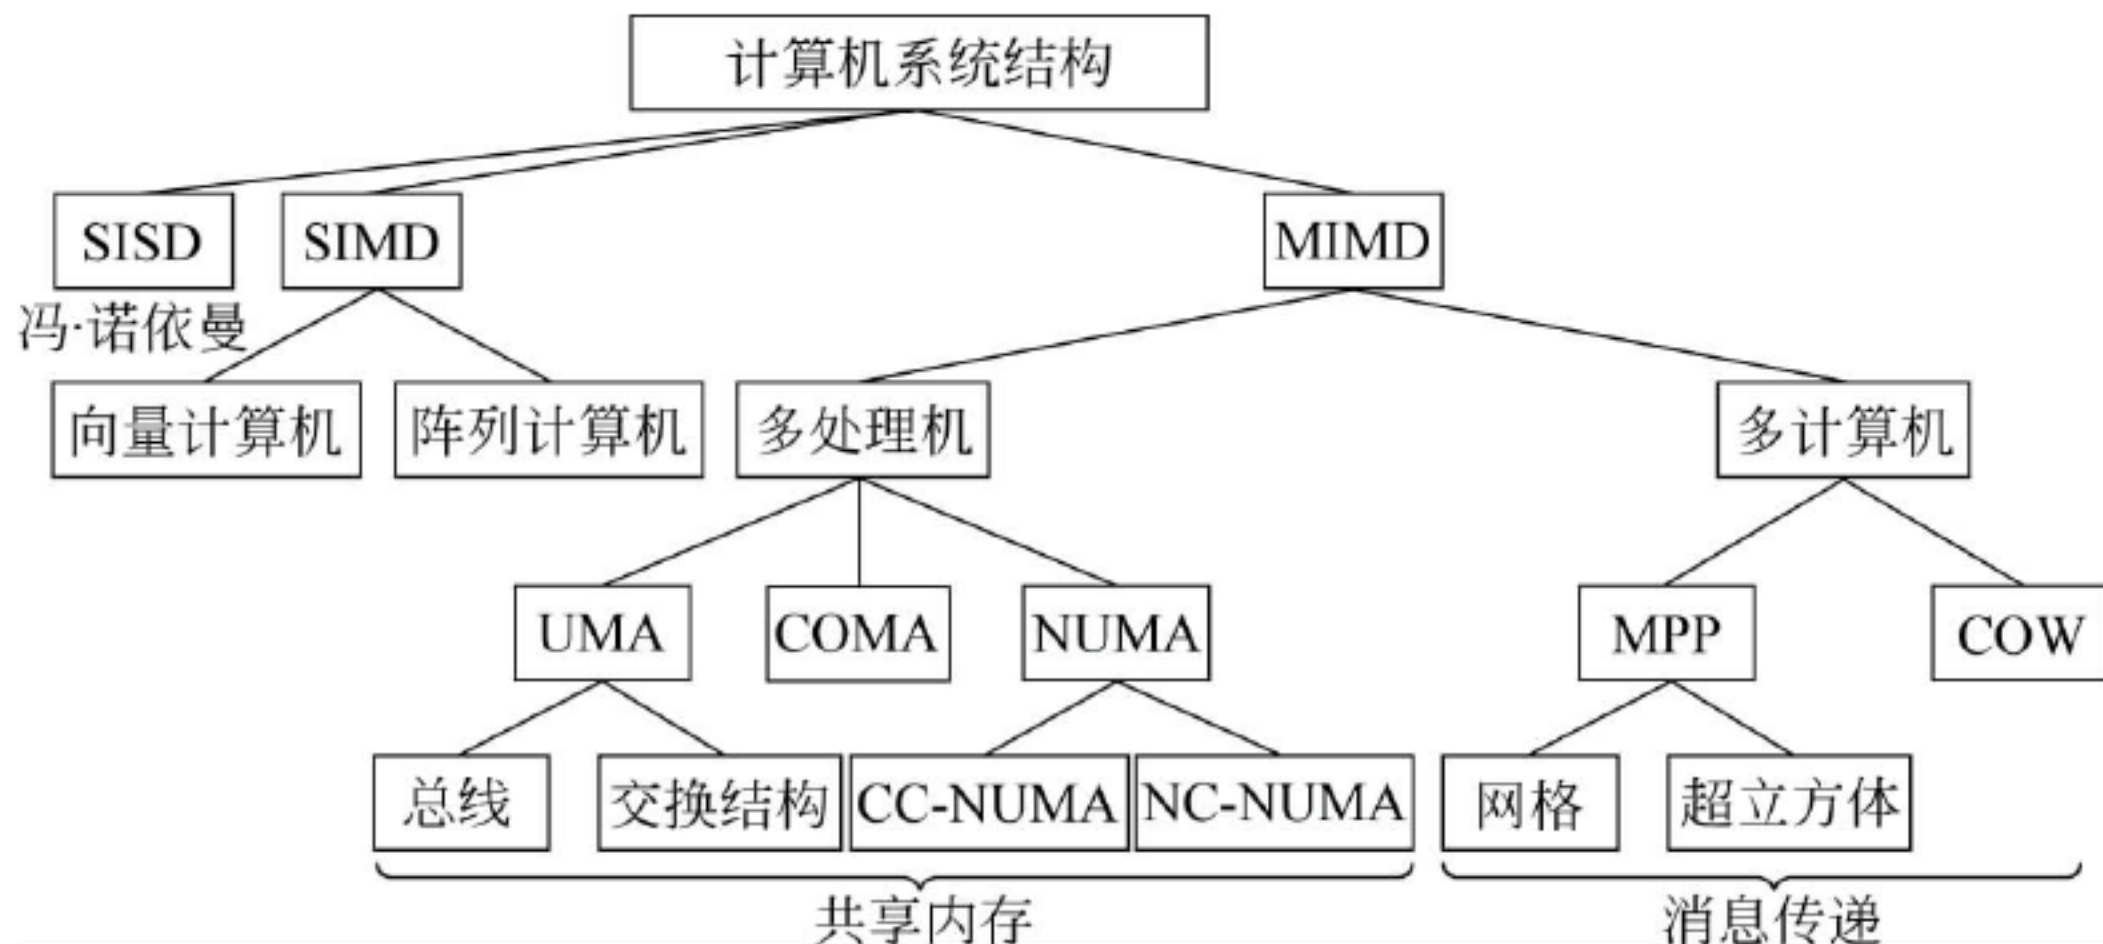 计算机系统结构
SISD SIMD MIMD
冯·诺依曼
向量计算机 阵列计算机 多处理机 多计算机
UMA COMA NUMA MPP COW
总线 交换结构 CC-NUMA NC-NUMA 网格 超立方体
共享内存 消息传递